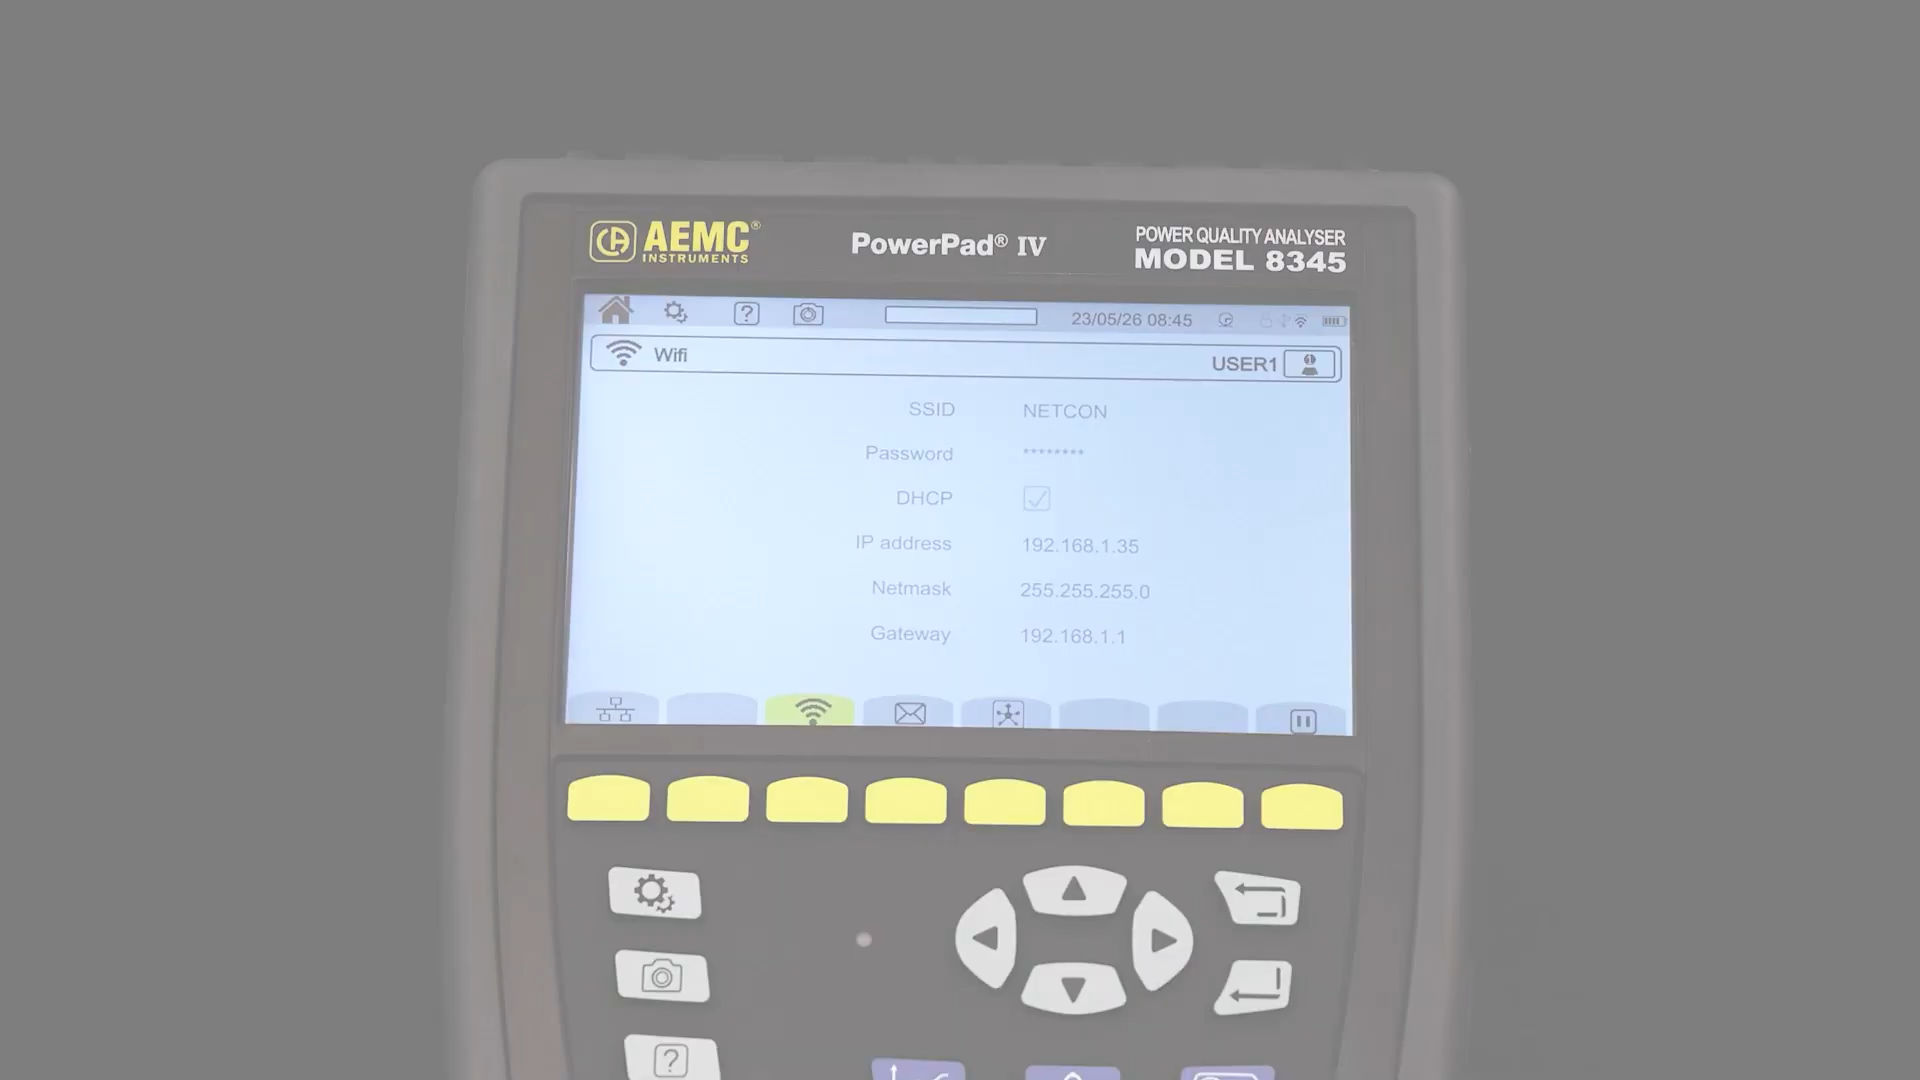 AEMC®
INSTRUMENTS
PowerPad® IV
POWER QUALITY ANALYSER
MODEL 8345
23/05/26 08:45
Wifi
USER1
SSID NETCON
Password ********
DHCP
IP address 192.168.1.35
Netmask 255.255.255.0
Gateway 192.168.1.1